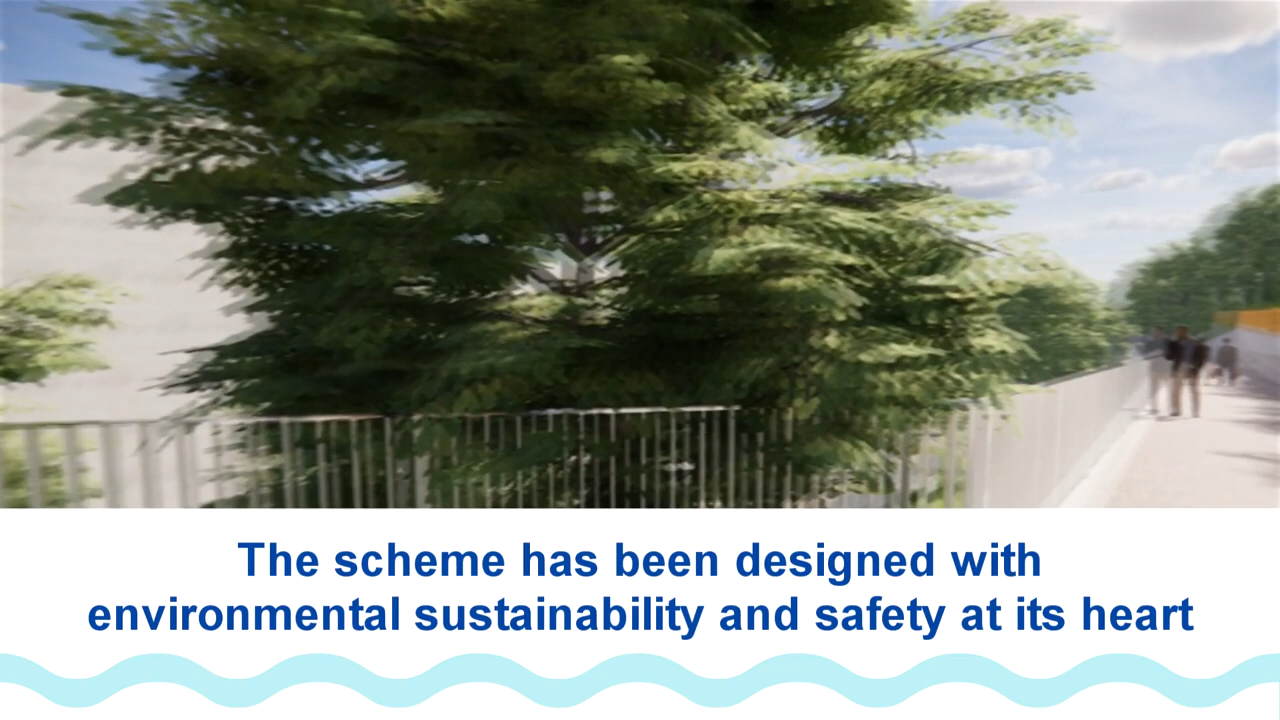 The scheme has been designed with
environmental sustainability and safety at its heart